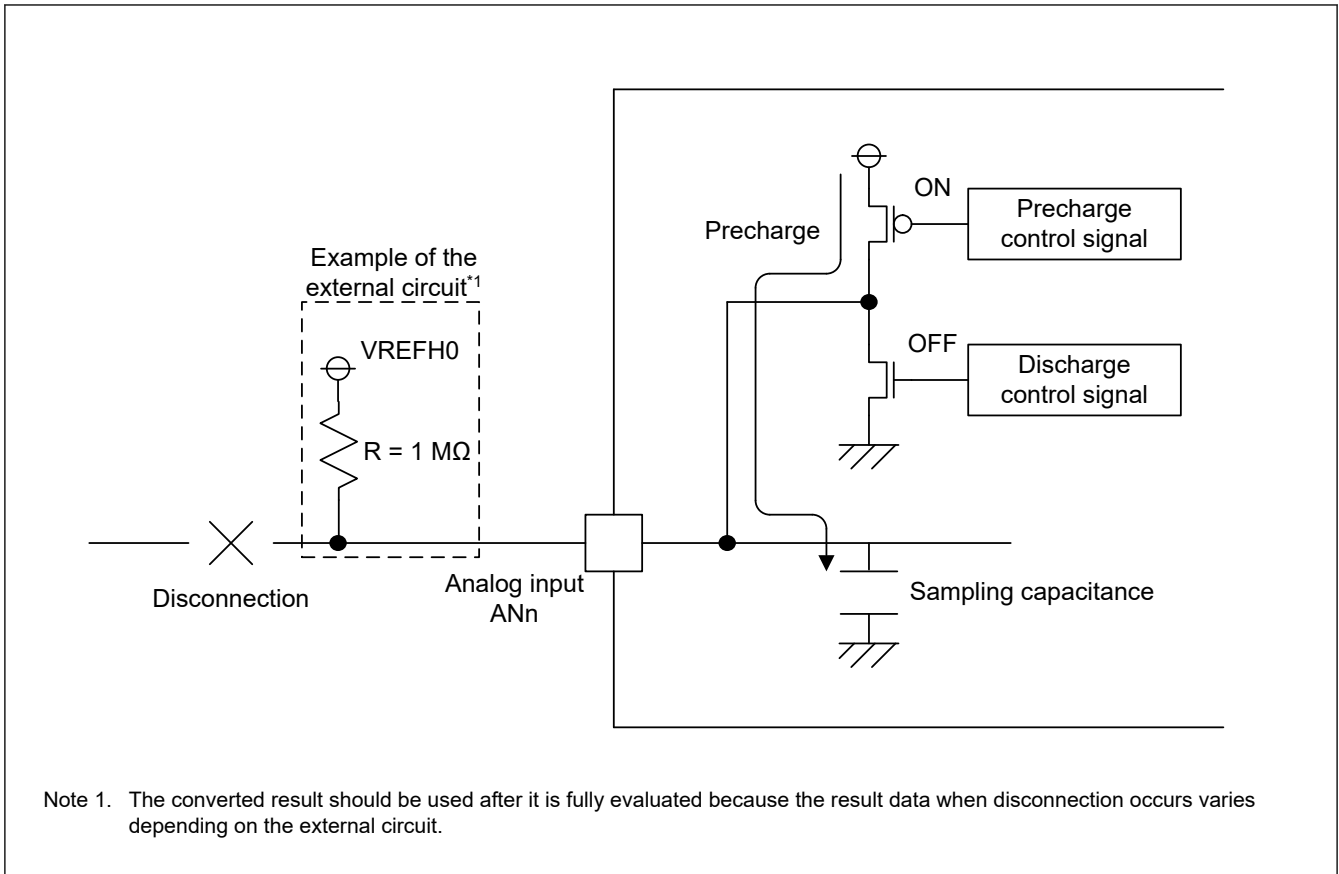 ON
Precharge
control signal
Precharge
Example of the
external circuit*1
VREFH0
OFF
Discharge
control signal
R = 1 MΩ
Disconnection
Analog input
ANn
Sampling capacitance
Note 1. The converted result should be used after it is fully evaluated because the result data when disconnection occurs varies
depending on the external circuit.